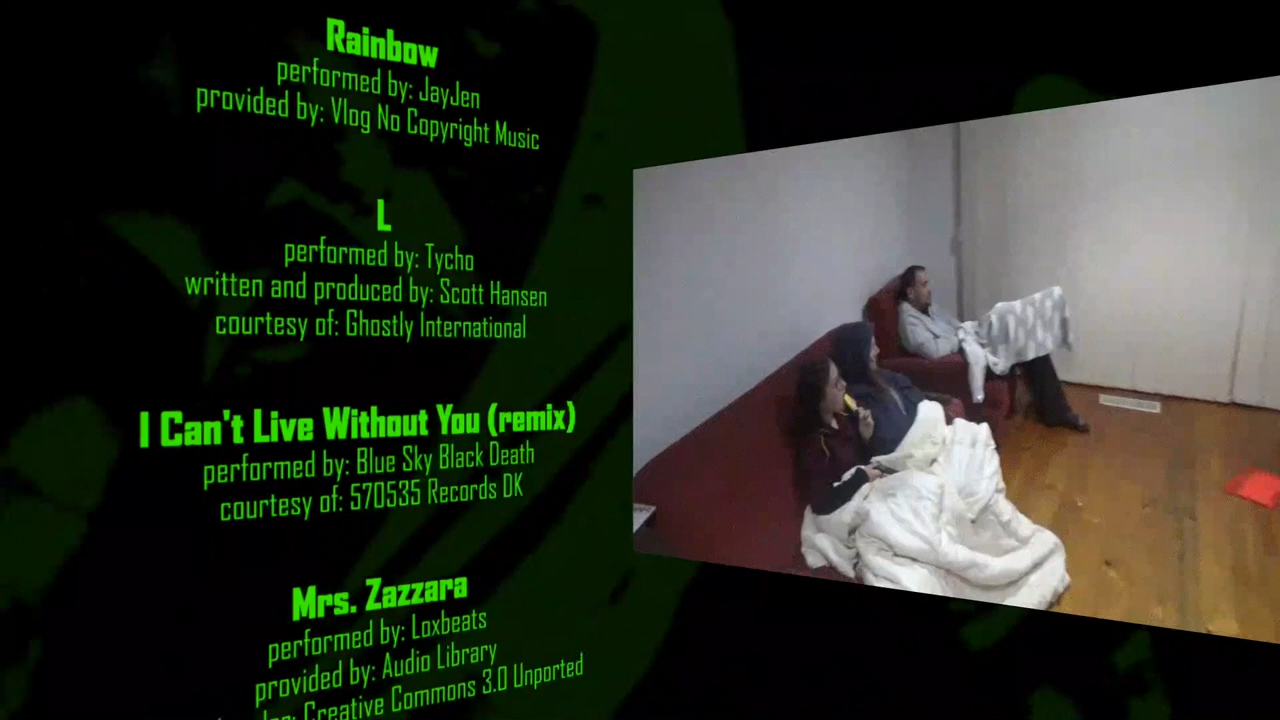 Rainbow
performed by: JayJen
provided by: Vlog No Copyright Music
L
performed by: Tycho
written and produced by: Scott Hansen
courtesy of: Ghostly International
I Can't Live Without You (remix)
performed by: Blue Sky Black Death
courtesy of: 570535 Records DK
Mrs. Zazzara
performed by: Loxbeats
provided by: Audio Library
Creative Commons 3.0 Unported